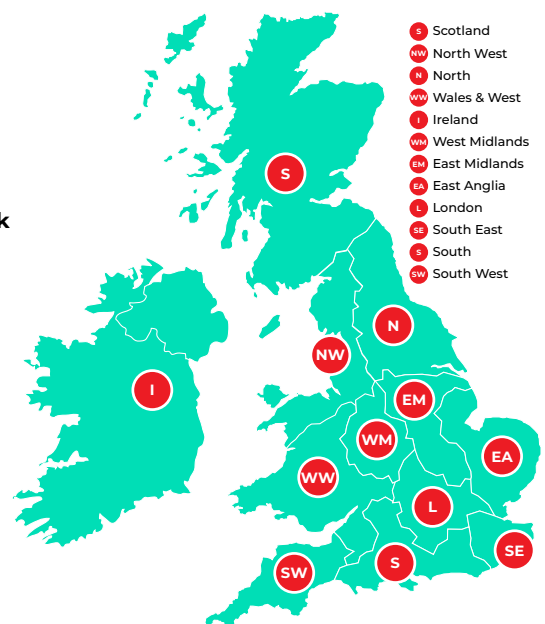 S Scotland
NW North West
N North
WW Wales & West
I Ireland
WM West Midlands
EM East Midlands
EA East Anglia
L London
SE South East
S South
SW South West
k
S
N
NW
I
EM
WM
EA
WW
L
SE
S
SW